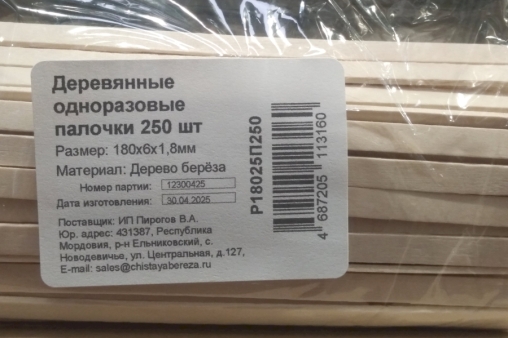 Деревянные
одноразовые
палочки 250 шт
Размер: 180х6х1,8мм
Материал: Дерево берёза
Номер партии: 12300425
Дата изготовления: 30.04.2025
Поставщик: ИП Пирогов В.А.
Юр. адрес: 431387, Республика
Мордовия, р-н Ельниковский, с.
Новодевичье, ул. Центральная, д.127,
E-mail: sales@chistayabereza.ru
Р18025П250
4 687205 113160